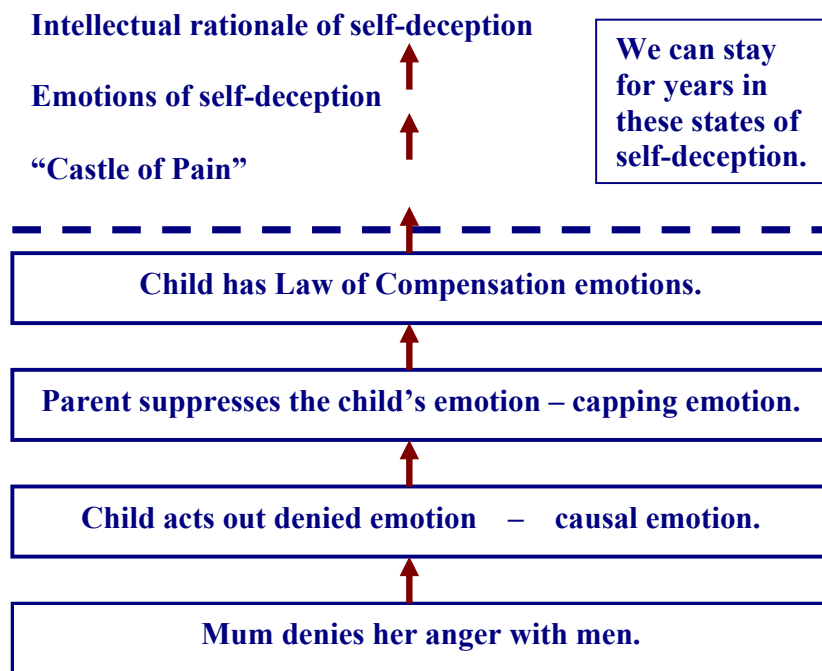 Intellectual rationale of self-deception
Emotions of self-deception
“Castle of Pain”
We can stay
for years in
these states of
self-deception.
Child has Law of Compensation emotions.
Parent suppresses the child’s emotion – capping emotion.
Child acts out denied emotion – causal emotion.
Mum denies her anger with men.